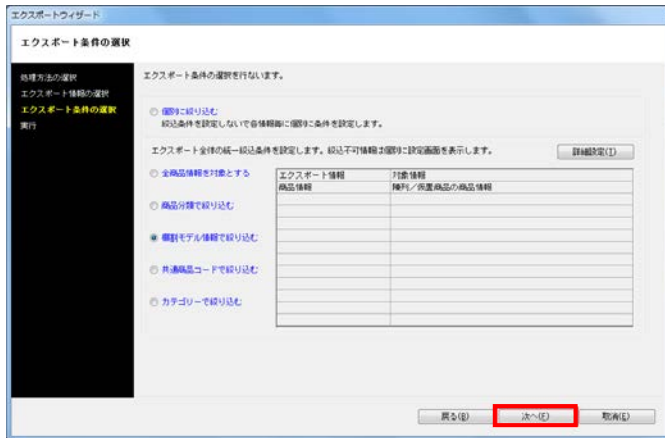 エクスポートウィザード
エクスポート条件の選択
処理方法の選択
エクスポート情報の選択
エクスポート条件の選択
実行
エクスポート条件の選択を行ないます。
個別に絞り込む
絞込条件を設定しないで各情報毎に個別に条件を設定します。
エクスポート全体の統一絞込条件を設定します。絞込不可情報は個別に設定画面を表示します。
詳細設定(T)
全商品情報を対象とする
商品分類で絞り込む
棚割モデル情報で絞り込む
共通商品コードで絞り込む
カテゴリーで絞り込む
エクスポート情報 対象情報
商品情報 陳列／仮置商品の商品情報
戻る(B) 次へ(F) 取消(E)